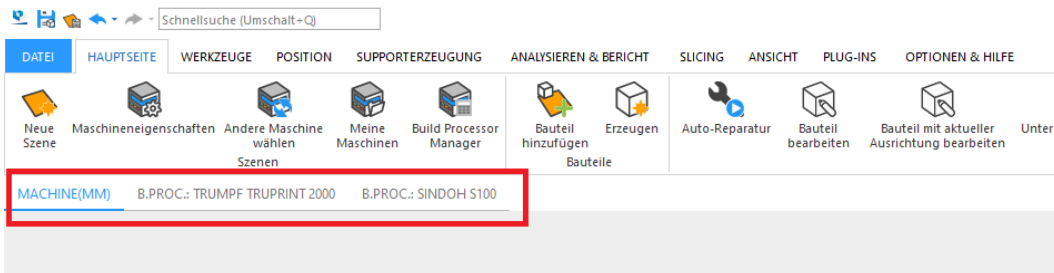 Schnellsuche (Umschalt+Q)
DATEI HAUPTSEITE WERKZEUGE POSITION SUPPORTERZEUGUNG ANALYSIEREN & BERICHT SLICING ANSICHT PLUG-INS OPTIONEN & HILFE
Neue Szene
Maschineneigenschaften
Andere Maschine wählen
Meine Maschinen
Build Processor Manager
Bauteil hinzufügen
Erzeugen
Auto-Reparatur
Bauteil bearbeiten
Bauteil mit aktueller Ausrichtung bearbeiten
Unter
Szenen
Bauteile
MACHINE(MM) B.PROC.: TRUMPF TRUPRINT 2000 B.PROC.: SINDOH S100